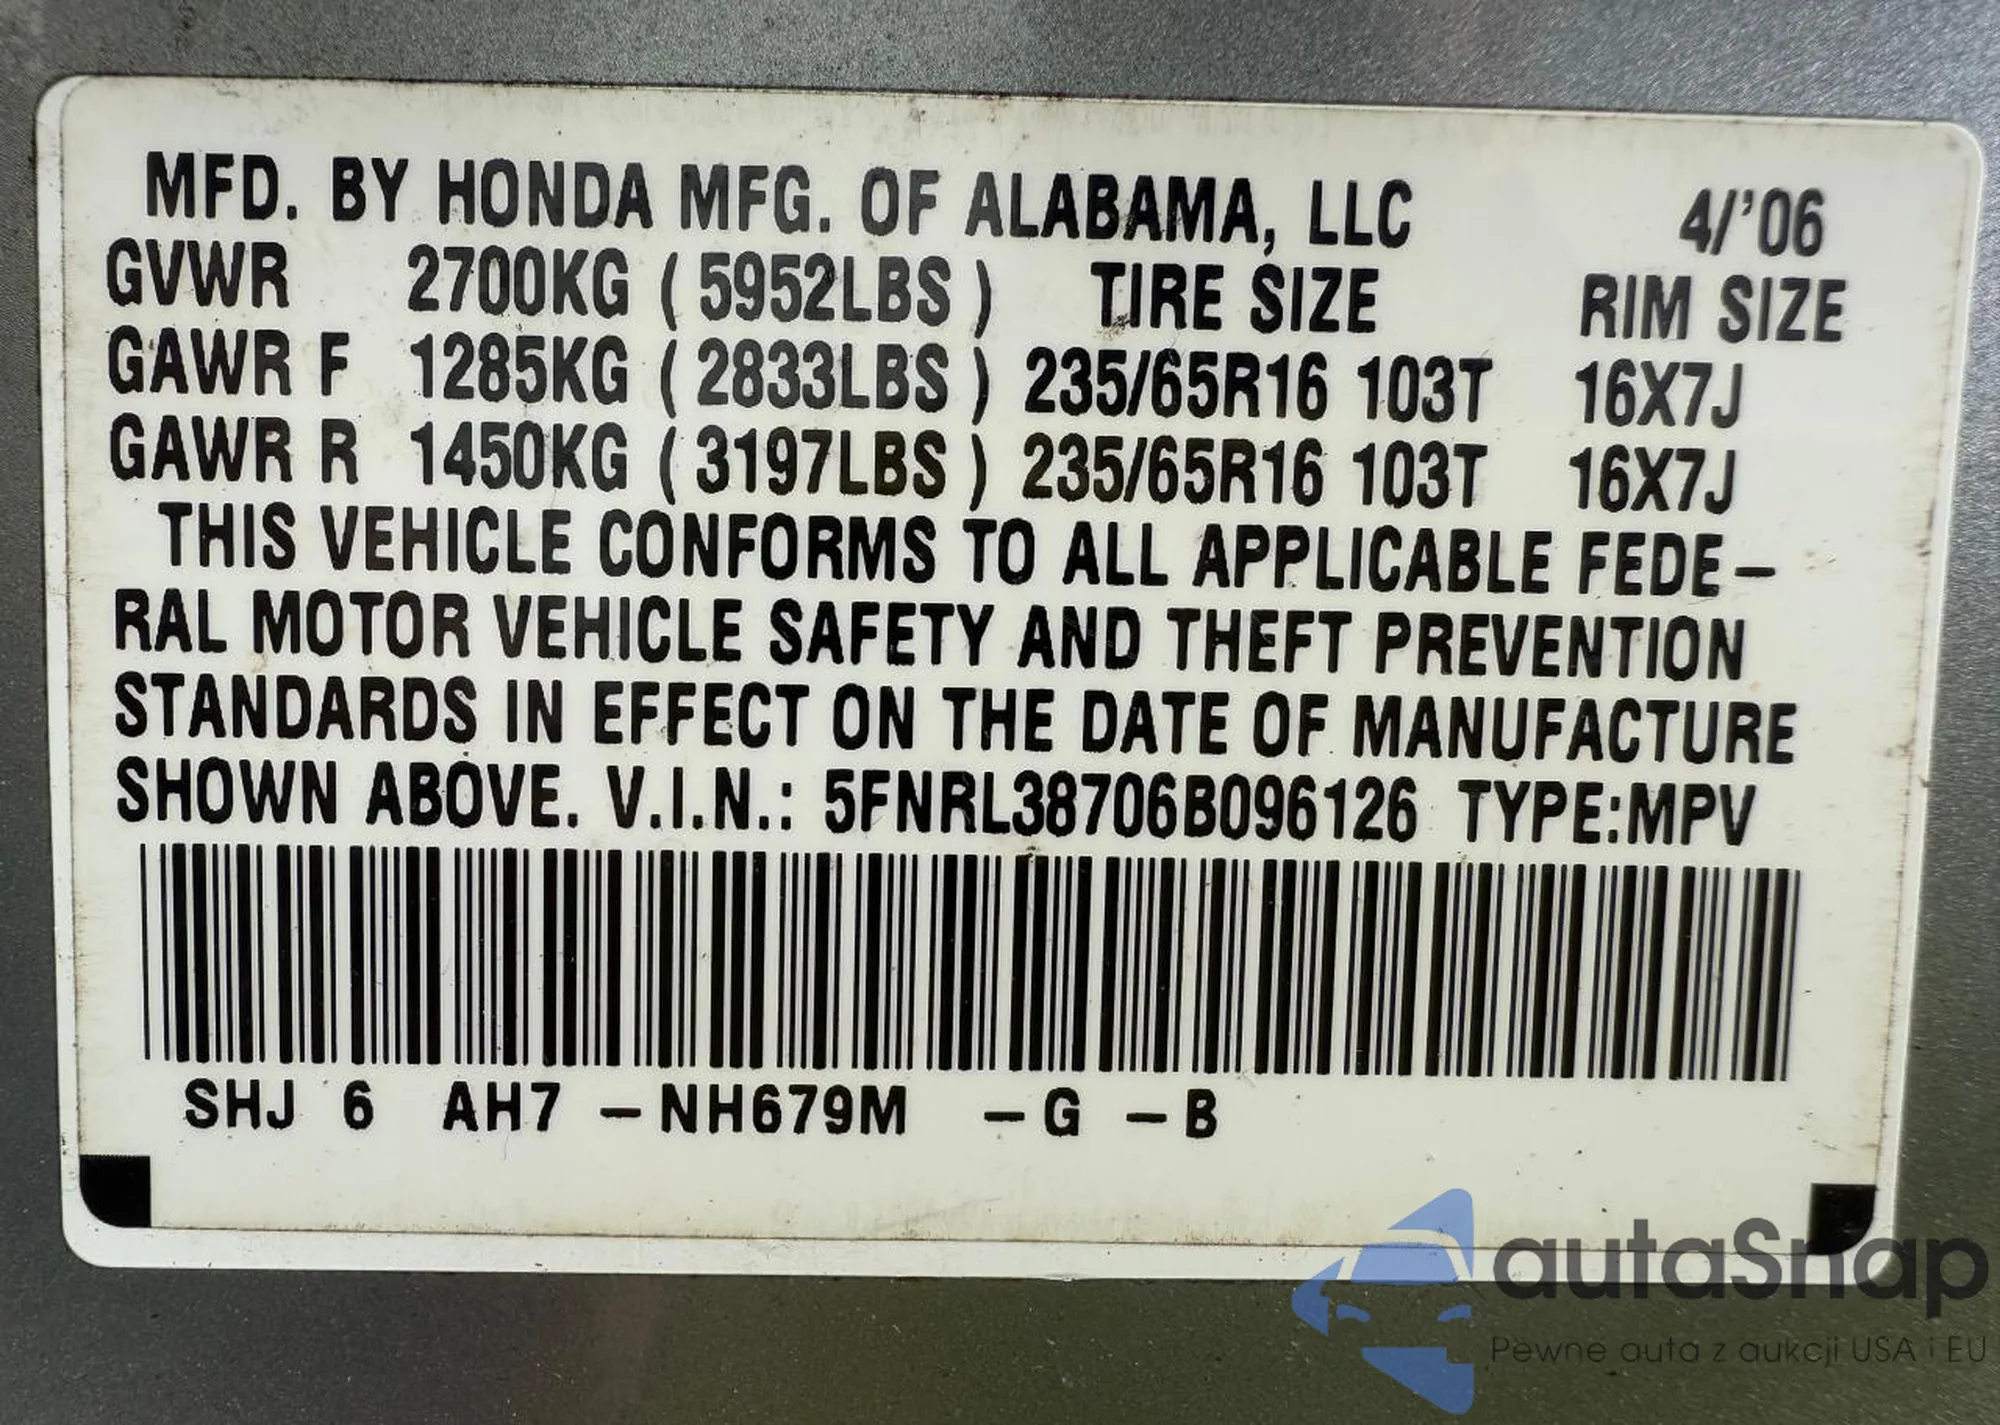 MFD. BY HONDA MFG. OF ALABAMA, LLC 4/'06
GVWR 2700KG ( 5952LBS ) TIRE SIZE RIM SIZE
GAWR F 1285KG ( 2833LBS ) 235/65R16 103T 16X7J
GAWR R 1450KG ( 3197LBS ) 235/65R16 103T 16X7J
THIS VEHICLE CONFORMS TO ALL APPLICABLE FEDE-
RAL MOTOR VEHICLE SAFETY AND THEFT PREVENTION
STANDARDS IN EFFECT ON THE DATE OF MANUFACTURE
SHOWN ABOVE. V.I.N.: 5FNRL38706B096126 TYPE:MPV
SHJ 6 AH7 -NH679M -G -B
autaSnap
Pewne auta z aukcji USA i EU